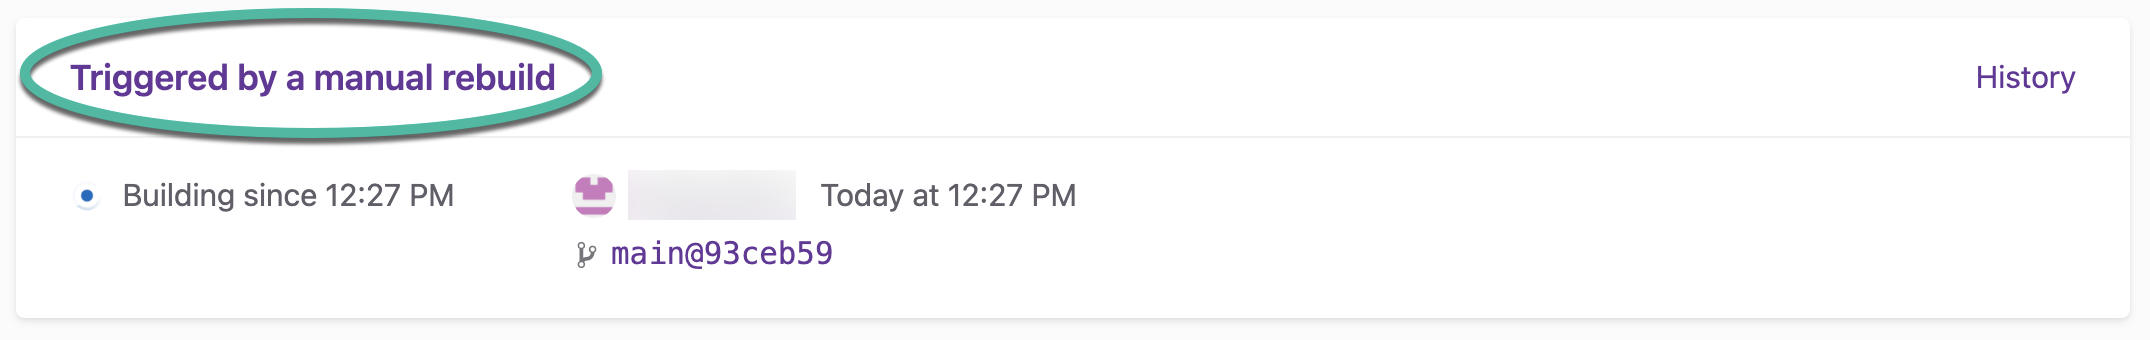 Triggered by a manual rebuild
History
Building since 12:27 PM
Today at 12:27 PM
main@93ceb59